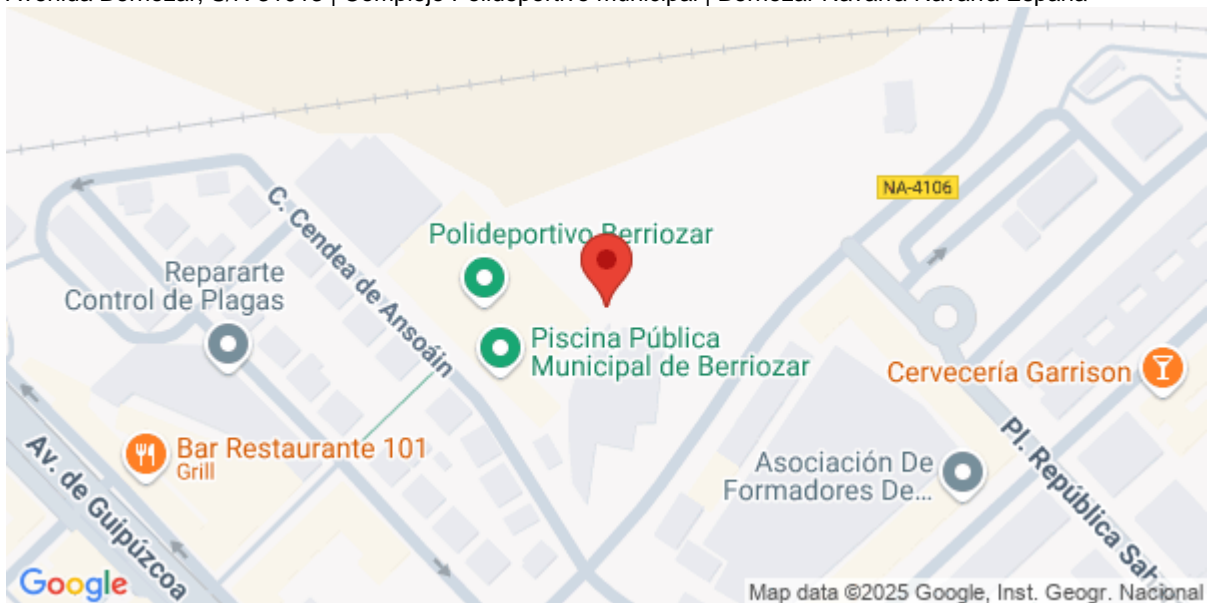 NA-4106
C. Cendea de Ansoáin
Polideportivo Berriozar
Repararte
Control de Plagas
Piscina Pública
Municipal de Berriozar
Cervecería Garrison
Bar Restaurante 101
Grill
Av. de Guipúzcoa
Asociación De
Formadores De...
Pl. República Sah
Google
Map data ©2025 Google, Inst. Geogr. Nacional